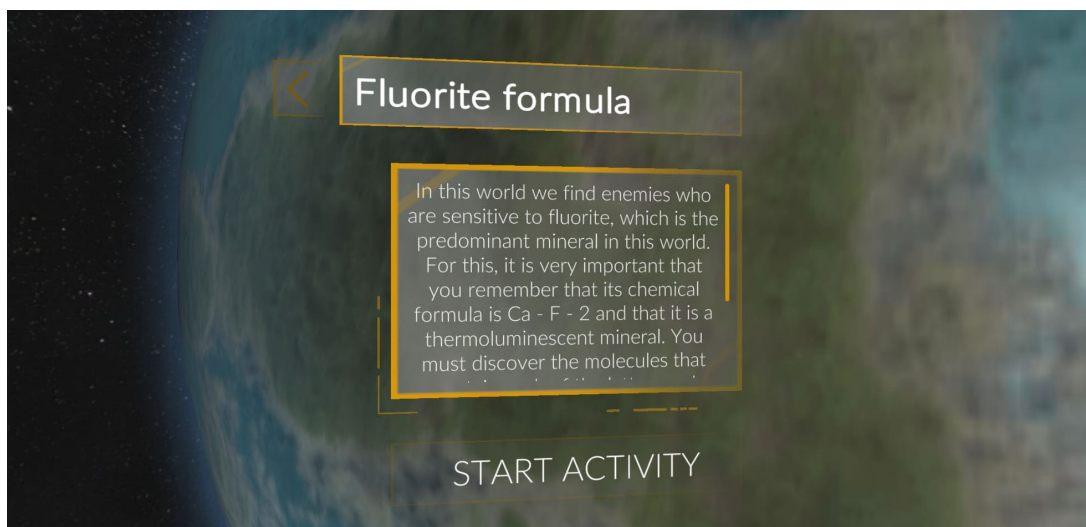 Fluorite formula
In this world we find enemies who
are sensitive to fluorite, which is the
predominant mineral in this world.
For this, it is very important that
you remember that its chemical
formula is Ca - F - 2 and that it is a
thermoluminescent mineral. You
must discover the molecules that
START ACTIVITY